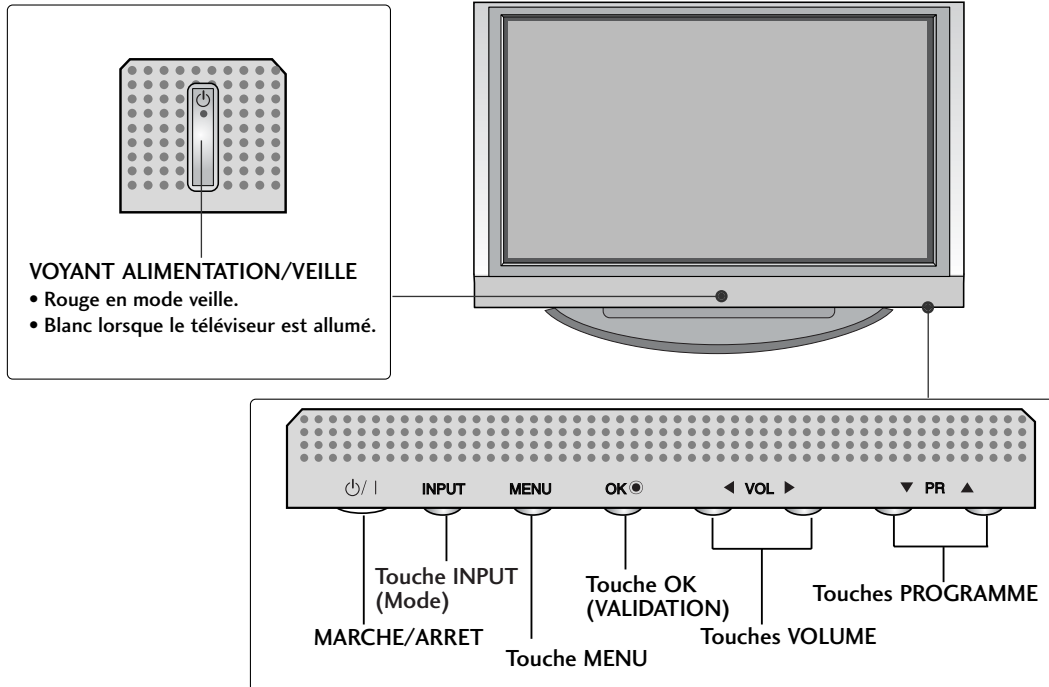 VOYANT ALIMENTATION/VEILLE
• Rouge en mode veille.
• Blanc lorsque le téléviseur est allumé.
/ I INPUT MENU OK VOL PR
Touche INPUT
(Mode)
MARCHE/ARRET
Touche MENU
Touche OK
(VALIDATION)
Touches VOLUME
Touches PROGRAMME